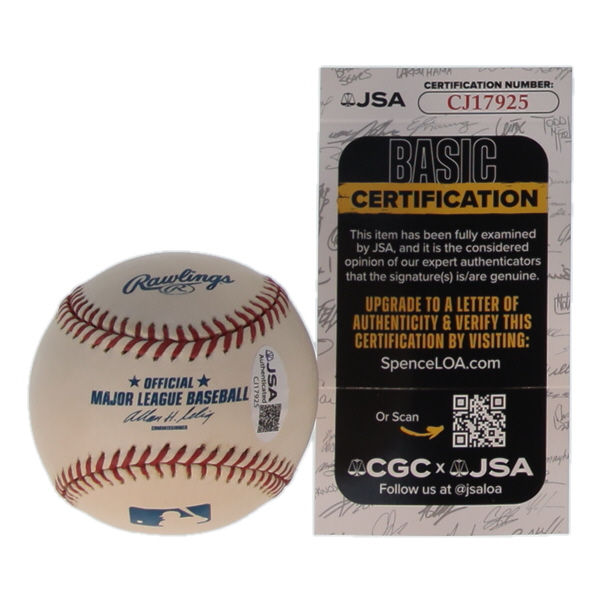 Rawlings
R
OFFICIAL
MAJOR LEAGUE BASEBALL
Allan H. Selig
COMMISSIONER
JSA
Authenticated
CJ17925
JSA
CERTIFICATION NUMBER:
CJ17925
BASIC
CERTIFICATION
This item has been fully examined
by JSA, and it is the considered
opinion of our expert authenticators
that the signature(s) is/are genuine.
UPGRADE TO A LETTER OF
AUTHENTICITY & VERIFY THIS
CERTIFICATION BY VISITING:
SpenceLOA.com
Or Scan
CGC x JSA
Follow us at @jsaloa